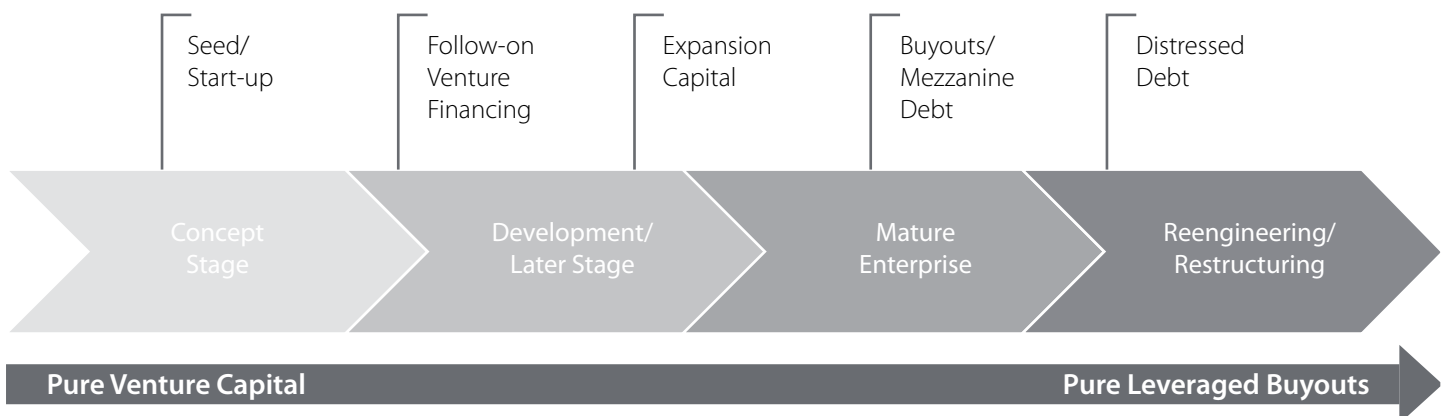 Seed/
Start-up
Follow-on
Venture
Financing
Expansion
Capital
Buyouts/
Mezzanine
Debt
Distressed
Debt
Concept
Stage
Development/
Later Stage
Mature
Enterprise
Reengineering/
Restructuring
Pure Venture Capital
Pure Leveraged Buyouts